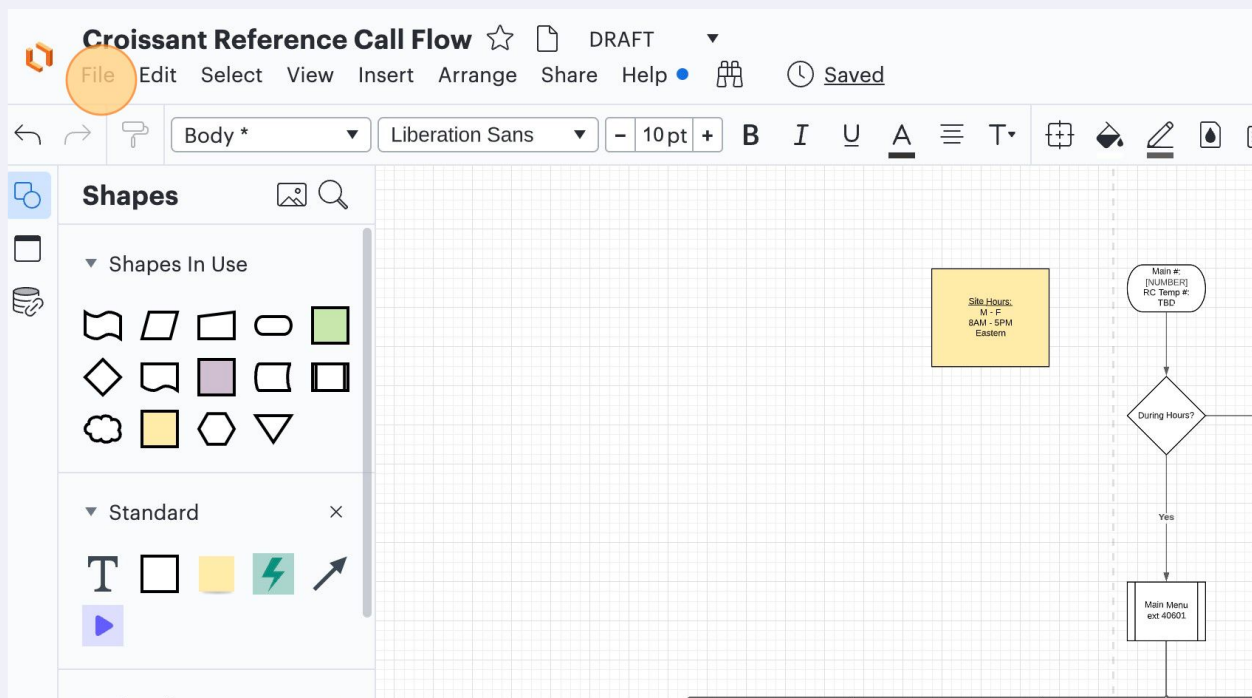 Croissant Reference Call Flow
DRAFT
File Edit Select View Insert Arrange Share Help Saved
Body * Liberation Sans - 10 pt + B I U A T
Shapes
Shapes In Use
Standard
T
Site Hours:
M - F
8AM - 5PM
Eastern
Main #:
[NUMBER]
RC Temp #:
TBD
During Hours?
Yes
Main Menu
ext 40601